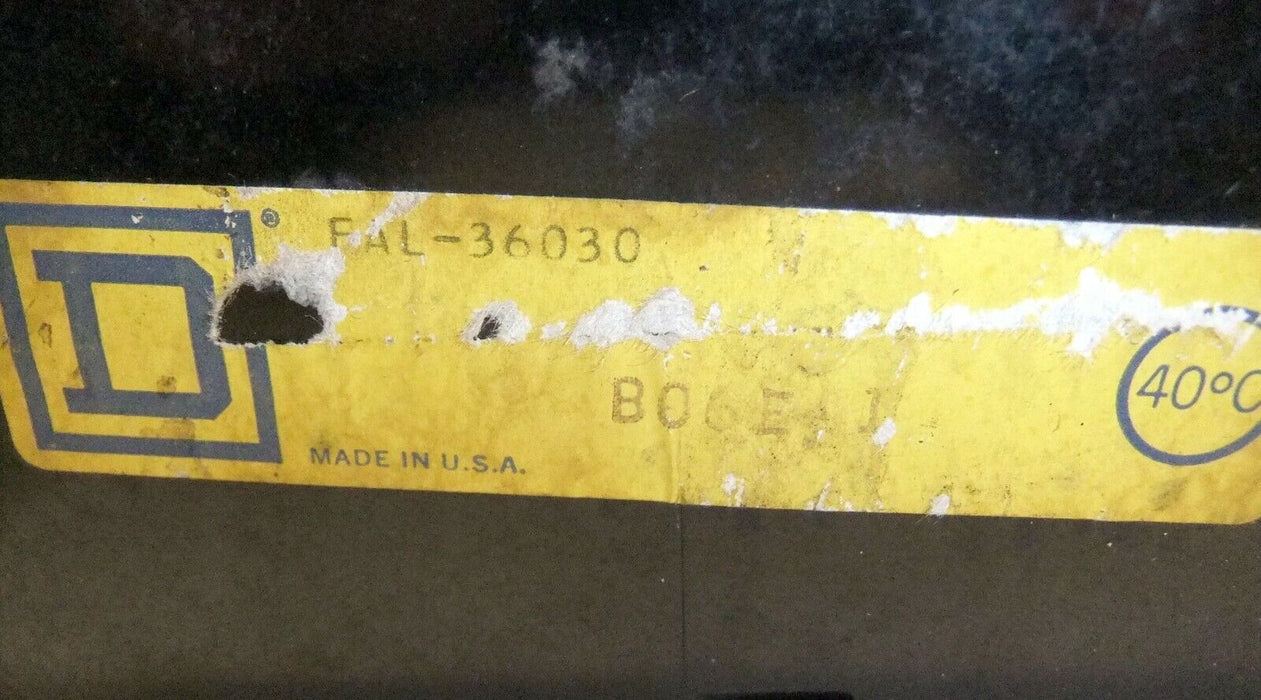 D ®
FAL-36030
MADE IN U.S.A.
40°C